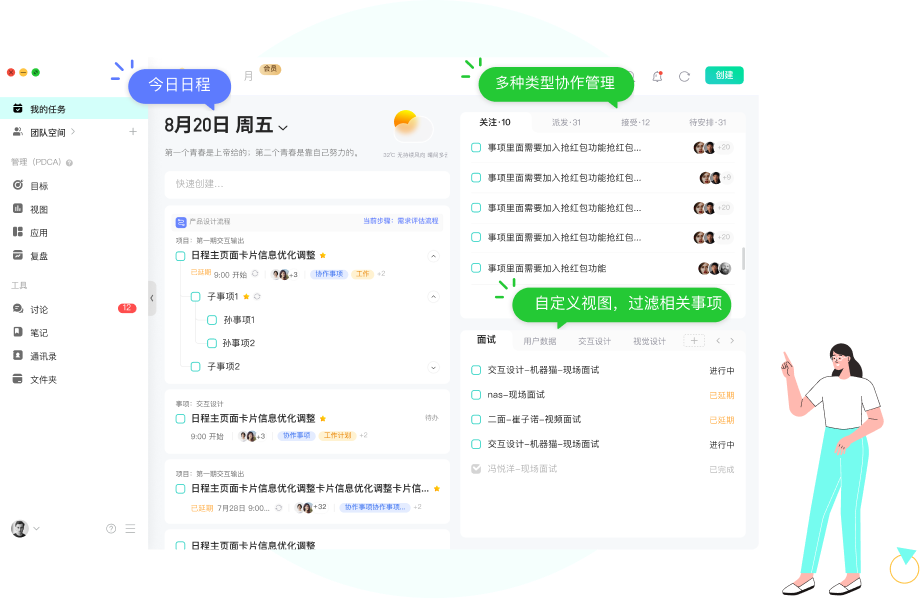 今日日程
月
会员
多种类型协作管理
创建
我的任务
团队空间
管理（PDCA）
目标
视图
应用
复盘
工具
讨论
12
笔记
通讯录
文件夹
8月20日 周五
第一个青春是上帝给的；第二个青春是靠自己努力的。
快速创建...
产品设计流程
当前步骤：需求评估流程
项目：第一期交互输出
日程主页面卡片信息优化调整
已延期 9:00 开始
+3
协作事项
工作
+2
子事项1
孙事项1
孙事项2
子事项2
事项：交互设计
日程主页面卡片信息优化调整
待办
9:00 开始
+3
协作事项
工作计划
+2
项目：第一期交互输出
日程主页面卡片信息优化调整卡片信息优化调整卡片信...
已延期 7月28日 9:00...
+32
协作事项协作事项...
+2
日程主页面卡片信息优化调整
关注·10
派发·31
接受·12
待安排·31
事项里面需要加入抢红包功能抢红包...
+20
事项里面需要加入抢红包功能抢红包...
+9
事项里面需要加入抢红包功能抢红包...
+20
事项里面需要加入抢红包功能抢红包...
+20
事项里面需要加入抢红包功能
自定义视图，过滤相关事项
面试
用户数据
交互设计
视觉设计
交互设计-机器猫-现场面试
进行中
nas-现场面试
已延期
二面-崔子诺-视频面试
已延期
交互设计-机器猫-现场面试
进行中
冯悦洋-现场面试
已完成